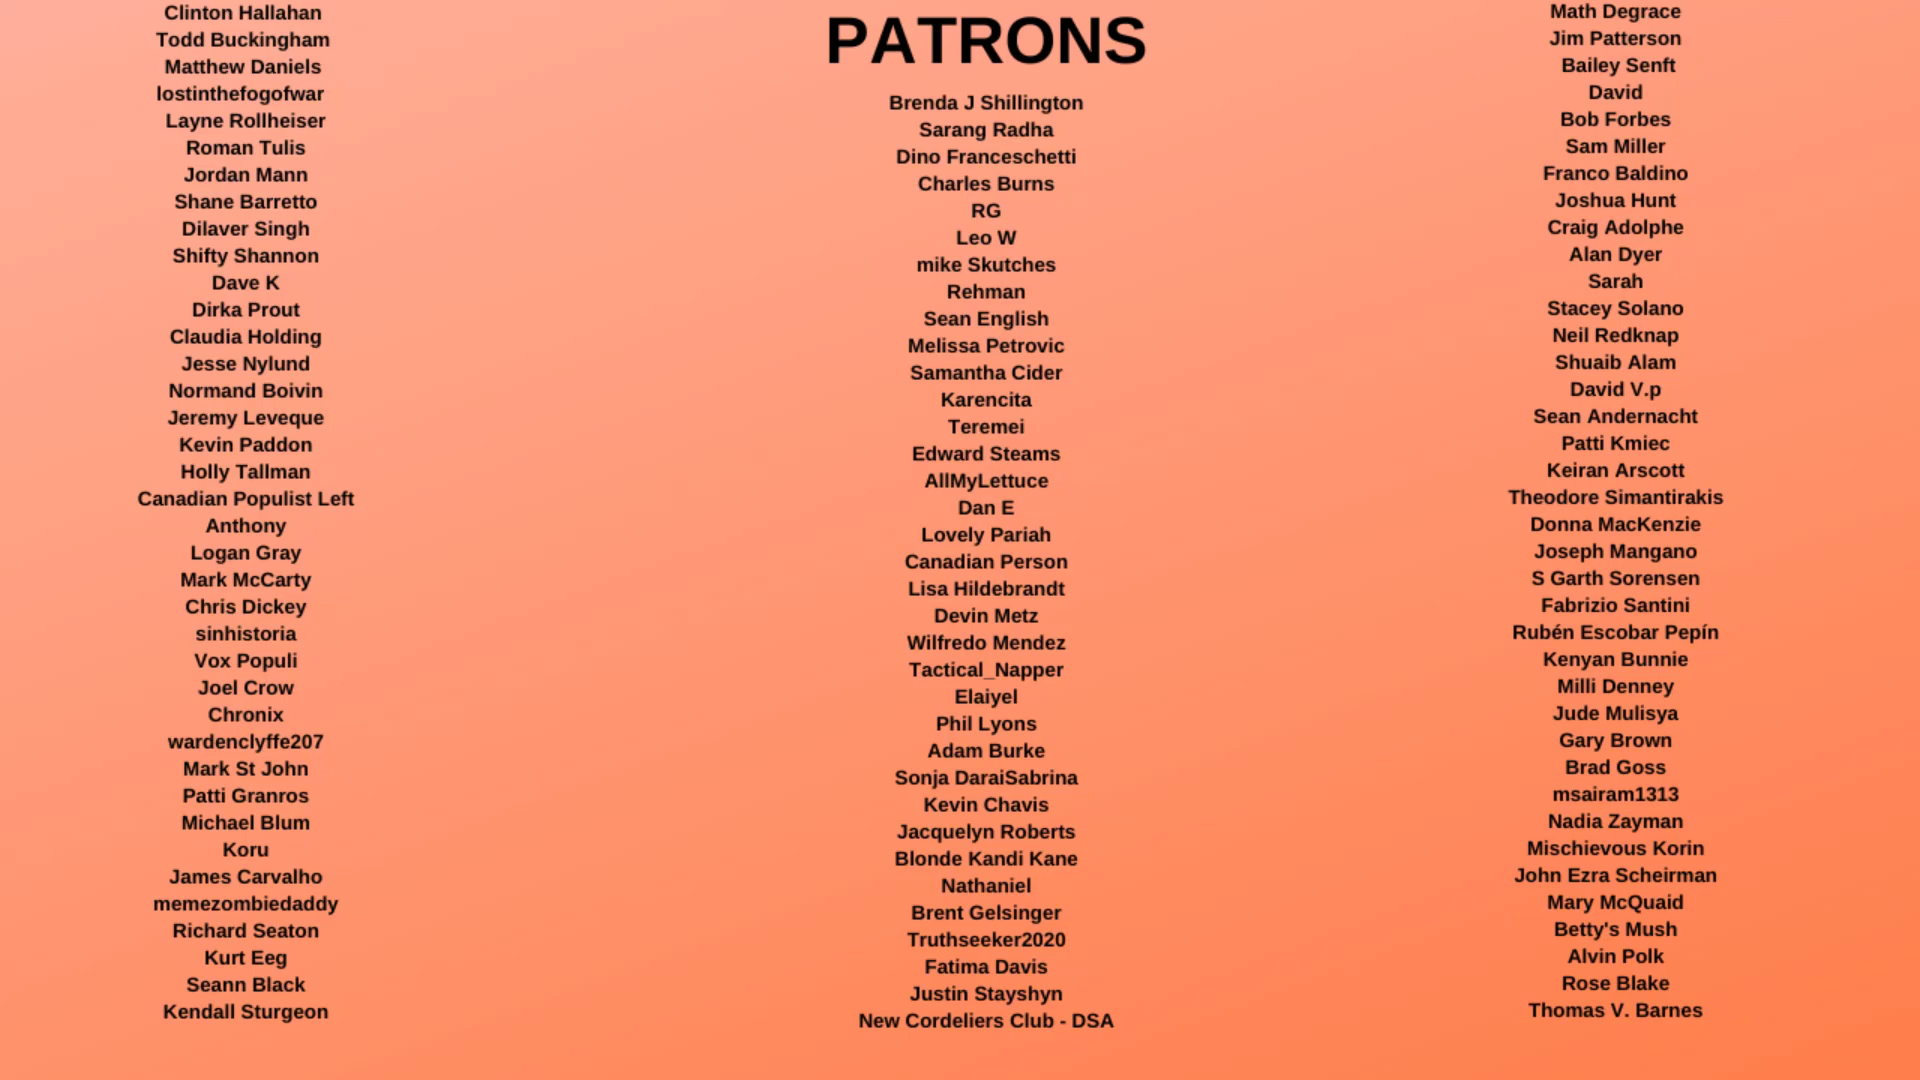 Clinton Hallahan
Todd Buckingham
Matthew Daniels
lostinthefogofwar
Layne Rollheiser
Roman Tulis
Jordan Mann
Shane Barretto
Dilaver Singh
Shifty Shannon
Dave K
Dirka Prout
Claudia Holding
Jesse Nylund
Normand Boivin
Jeremy Leveque
Kevin Paddon
Holly Tallman
Canadian Populist Left
Anthony
Logan Gray
Mark McCarty
Chris Dickey
sinhistoria
Vox Populi
Joel Crow
Chronix
wardenclyffe207
Mark St John
Patti Granros
Michael Blum
Koru
James Carvalho
memezombiedaddy
Richard Seaton
Kurt Eeg
Seann Black
Kendall Sturgeon
PATRONS
Brenda J Shillington
Sarang Radha
Dino Franceschetti
Charles Burns
RG
Leo W
mike Skutches
Rehman
Sean English
Melissa Petrovic
Samantha Cider
Karencita
Teremei
Edward Steams
AllMyLettuce
Dan E
Lovely Pariah
Canadian Person
Lisa Hildebrandt
Devin Metz
Wilfredo Mendez
Tactical_Napper
Elaiyel
Phil Lyons
Adam Burke
Sonja DaraiSabrina
Kevin Chavis
Jacquelyn Roberts
Blonde Kandi Kane
Nathaniel
Brent Gelsinger
Truthseeker2020
Fatima Davis
Justin Stayshyn
New Cordeliers Club - DSA
Math Degrace
Jim Patterson
Bailey Senft
David
Bob Forbes
Sam Miller
Franco Baldino
Joshua Hunt
Craig Adolphe
Alan Dyer
Sarah
Stacey Solano
Neil Redknap
Shuaib Alam
David V.p
Sean Andernacht
Patti Kmiec
Keiran Arscott
Theodore Simantirakis
Donna MacKenzie
Joseph Mangano
S Garth Sorensen
Fabrizio Santini
Rubén Escobar Pepín
Kenyan Bunnie
Milli Denney
Jude Mulisya
Gary Brown
Brad Goss
msairam1313
Nadia Zayman
Mischievous Korin
John Ezra Scheirman
Mary McQuaid
Betty's Mush
Alvin Polk
Rose Blake
Thomas V. Barnes